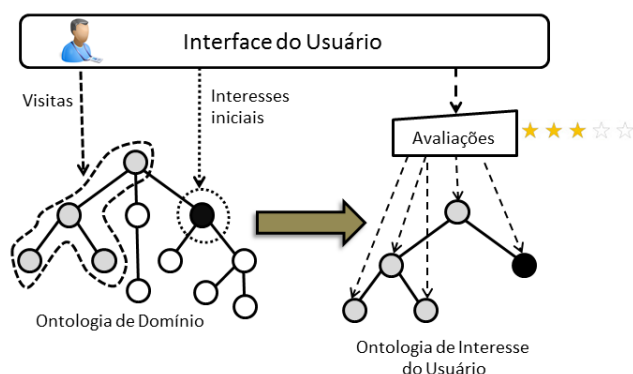 Interface do Usuário
Visitas
Interesses
iniciais
Avaliações
Ontologia de Domínio
Ontologia de Interesse
do Usuário